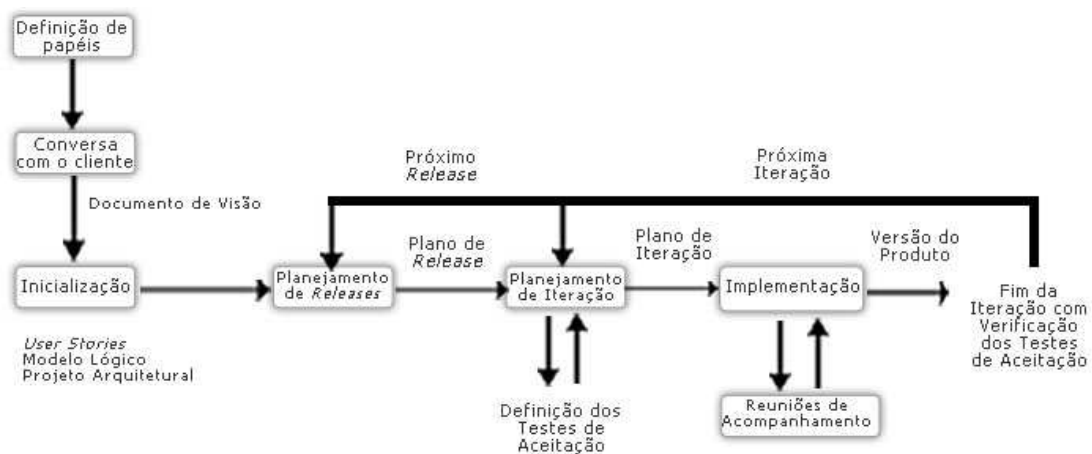 Definição de
papéis
Conversa
com o cliente
Documento de Visão
Próximo
Release
Próxima
Iteração
Inicialização
Planejamento
de Releases
Plano de
Release
Planejamento
de Iteração
Plano de
Iteração
Implementação
Versão do
Produto
Fim da
Iteração com
Verificação
dos Testes
de Aceitação
User Stories
Modelo Lógico
Projeto Arquitetural
Definição dos
Testes de
Aceitação
Reuniões de
Acompanhamento